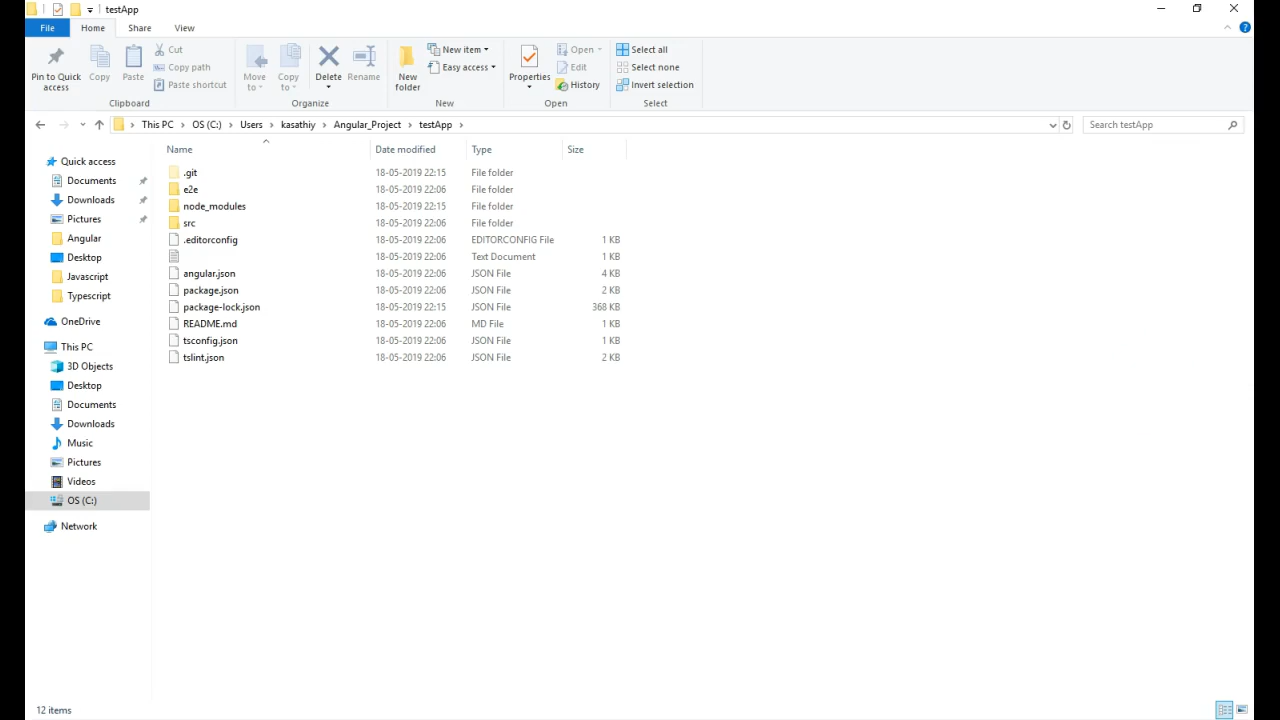 testApp
File Home Share View
Pin to Quick access
Copy
Paste
Cut
Copy path
Paste shortcut
Clipboard
Move to
Copy to
Delete
Rename
Organize
New folder
New item
Easy access
New
Properties
Open
Edit
History
Open
Select all
Select none
Invert selection
Select
This PC > OS (C:) > Users > kasathiy > Angular_Project > testApp >
Search testApp
Quick access
Documents
Downloads
Pictures
Angular
Desktop
Javascript
Typescript
OneDrive
This PC
3D Objects
Desktop
Documents
Downloads
Music
Pictures
Videos
OS (C:)
Network
Name Date modified Type Size
.git 18-05-2019 22:15 File folder
e2e 18-05-2019 22:06 File folder
node_modules 18-05-2019 22:15 File folder
src 18-05-2019 22:06 File folder
.editorconfig 18-05-2019 22:06 EDITORCONFIG File 1 KB
18-05-2019 22:06 Text Document 1 KB
angular.json 18-05-2019 22:06 JSON File 4 KB
package.json 18-05-2019 22:06 JSON File 2 KB
package-lock.json 18-05-2019 22:15 JSON File 368 KB
README.md 18-05-2019 22:06 MD File 1 KB
tsconfig.json 18-05-2019 22:06 JSON File 1 KB
tslint.json 18-05-2019 22:06 JSON File 2 KB
12 items